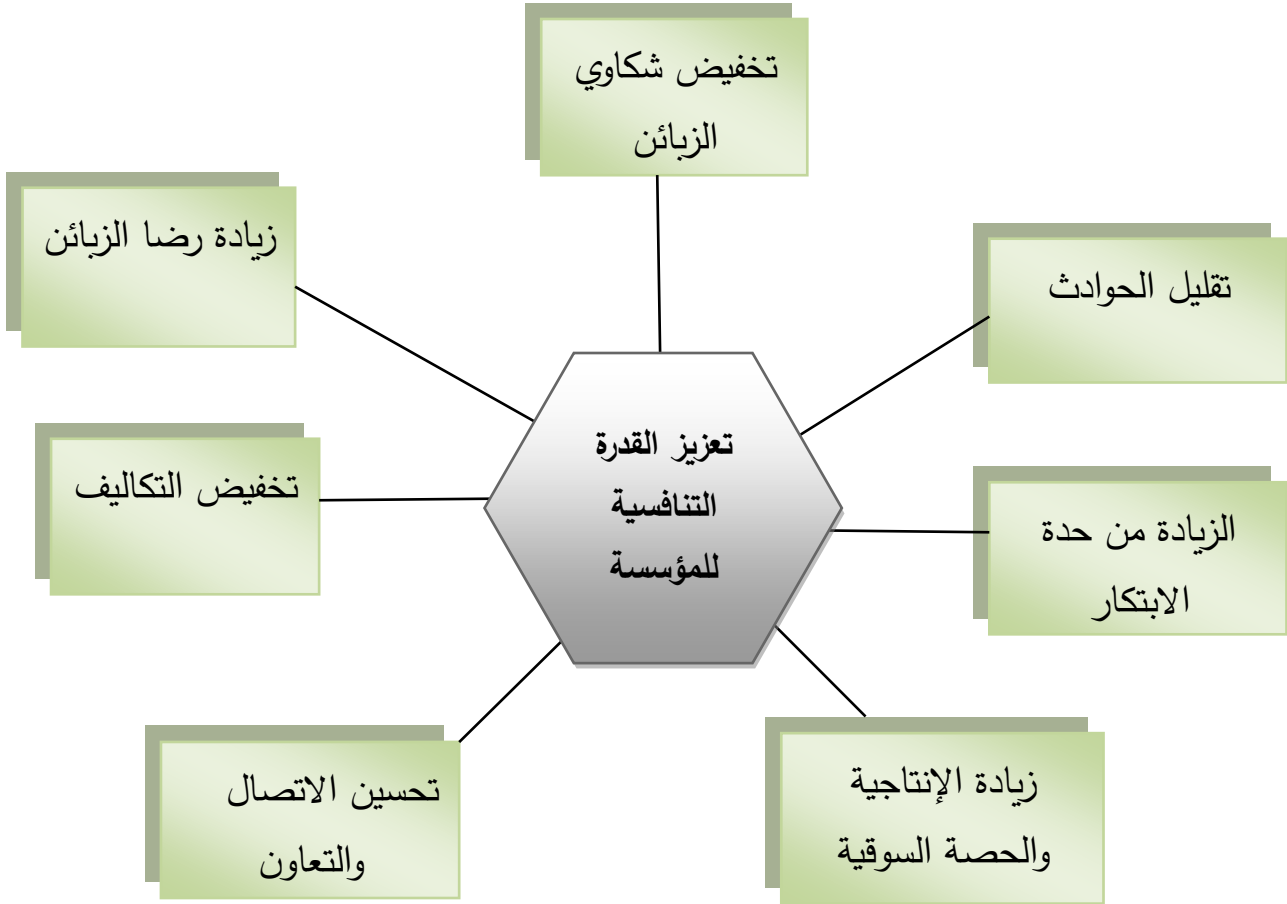 تخفيض شكاوي
الزبائن
زيادة رضا الزبائن
تقليل الحوادث
تعزيز القدرة
التنافسية
للمؤسسة
تخفيض التكاليف
الزيادة من حدة
الابتكار
تحسين الاتصال
والتعاون
زيادة الإنتاجية
والحصة السوقية